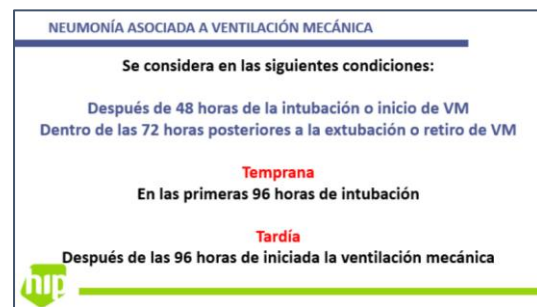 NEUMONÍA ASOCIADA A VENTILACIÓN MECÁNICA
Se considera en las siguientes condiciones:
Después de 48 horas de la intubación o inicio de VM
Dentro de las 72 horas posteriores a la extubación o retiro de VM
Temprana
En las primeras 96 horas de intubación
Tardía
Después de las 96 horas de iniciada la ventilación mecánica
hip